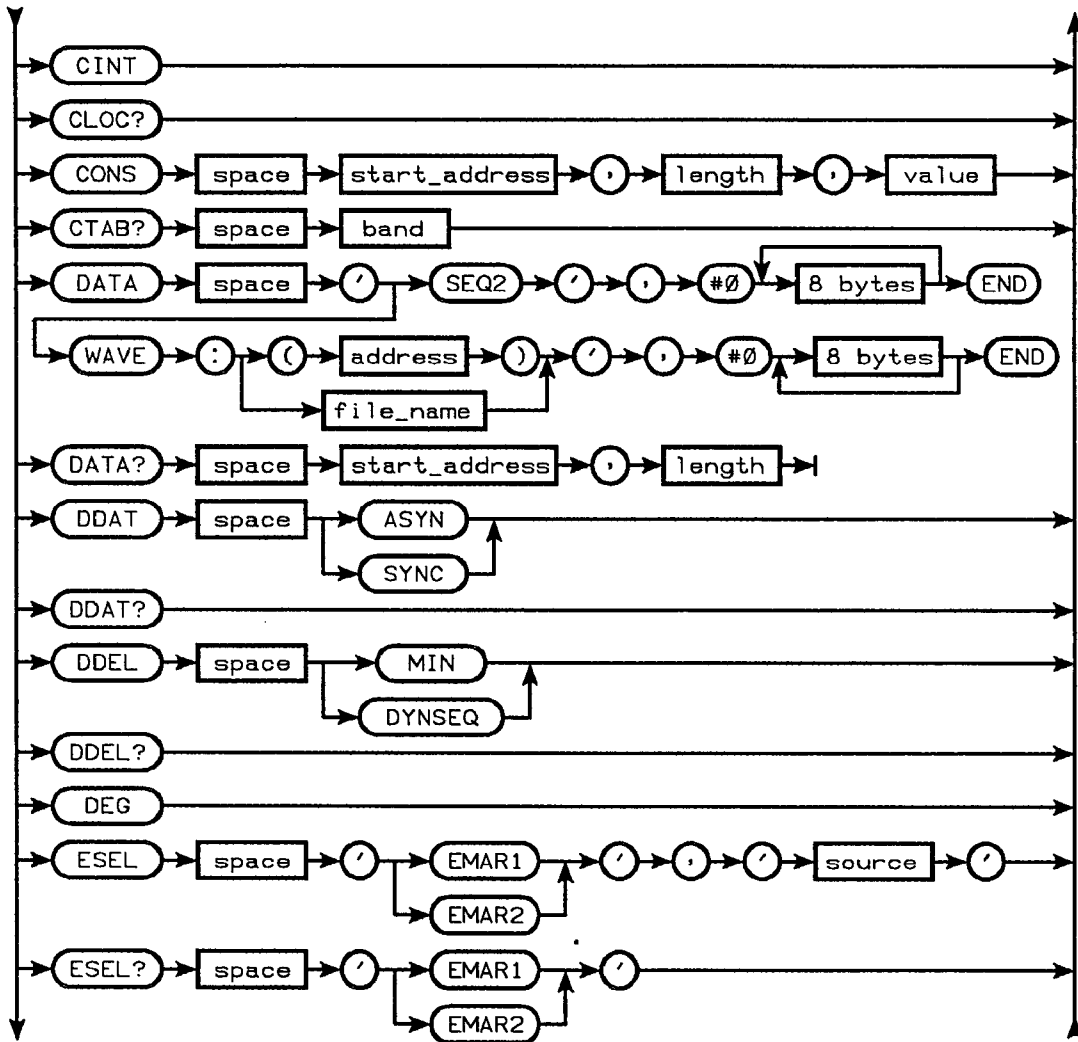 CINT
CLOC?
CONS space start_address , length , value
CTAB? space band
DATA space ' SEQ2 ' , #Ø 8 bytes END
WAVE : ( address ) ' , #Ø 8 bytes END
file_name
DATA? space start_address , length
DDAT space ASYN
SYNC
DDAT?
DDEL space MIN
DYNSEQ
DDEL?
DEG
ESEL space ' EMAR1 ' , ' source '
EMAR2
ESEL? space ' EMAR1 '
EMAR2